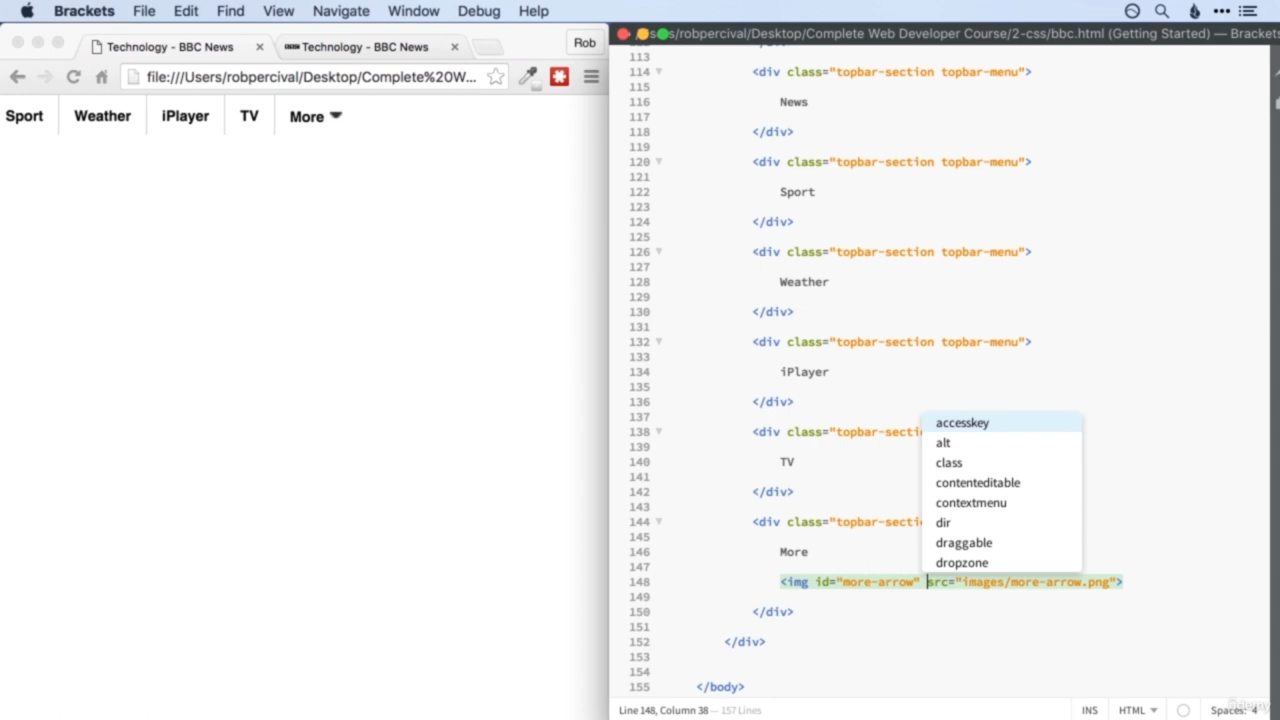 Brackets File Edit Find View Navigate Window Debug Help
Technology - BBC News × Technology - BBC News × Rob
file:///Users/robpercival/Desktop/Complete%20W...
Sport Weather iPlayer TV More
/robpercival/Desktop/Complete Web Developer Course/2-css/bbc.html (Getting Started) — Brackets
113
114 <div class="topbar-section topbar-menu">
115
116 News
117
118 </div>
119
120 <div class="topbar-section topbar-menu">
121
122 Sport
123
124 </div>
125
126 <div class="topbar-section topbar-menu">
127
128 Weather
129
130 </div>
131
132 <div class="topbar-section topbar-menu">
133
134 iPlayer
135
136 </div>
137
138 <div class="topbar-secti
139
140 TV
141
142 </div>
143
144 <div class="topbar-secti
145
146 More
147
148 <img id="more-arrow" src="images/more-arrow.png">
149
150 </div>
151
152 </div>
153
154
155 </body>
accesskey
alt
class
contenteditable
contextmenu
dir
draggable
dropzone
Line 148, Column 38 — 157 Lines INS HTML Spaces: 4